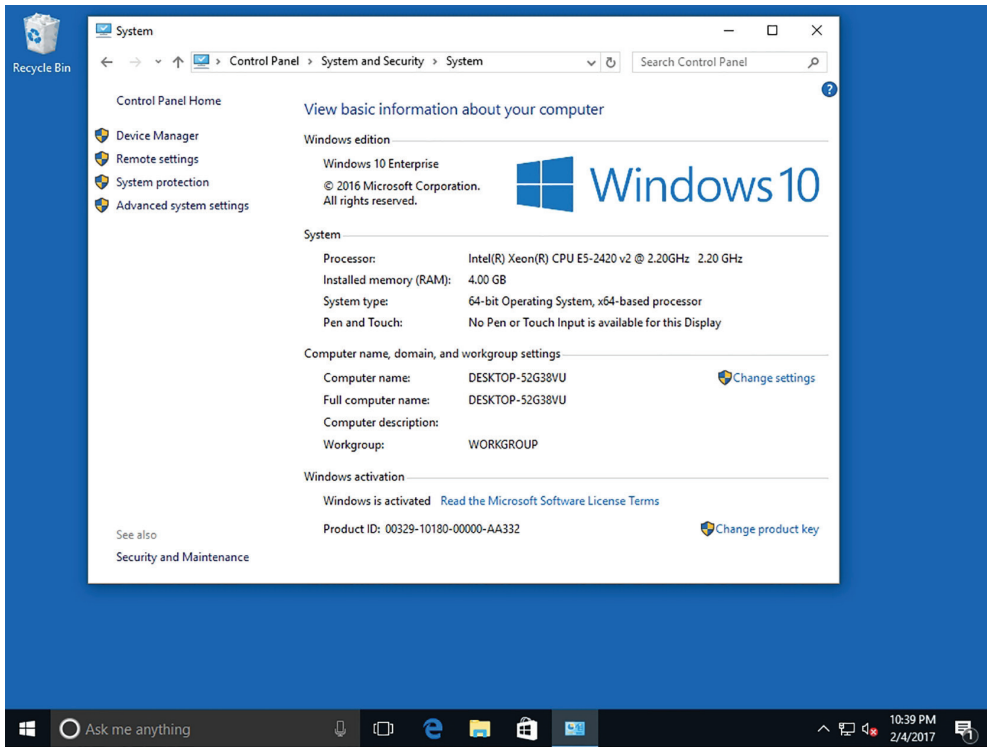 Recycle Bin
System
Control Panel > System and Security > System
Search Control Panel
?
Control Panel Home
Device Manager
Remote settings
System protection
Advanced system settings
See also
Security and Maintenance
View basic information about your computer
Windows edition
Windows 10 Enterprise
© 2016 Microsoft Corporation.
All rights reserved.
Windows 10
System
Processor: Intel(R) Xeon(R) CPU E5-2420 v2 @ 2.20GHz 2.20 GHz
Installed memory (RAM): 4.00 GB
System type: 64-bit Operating System, x64-based processor
Pen and Touch: No Pen or Touch Input is available for this Display
Computer name, domain, and workgroup settings
Computer name: DESKTOP-52G38VU
Change settings
Full computer name: DESKTOP-52G38VU
Computer description:
Workgroup: WORKGROUP
Windows activation
Windows is activated Read the Microsoft Software License Terms
Product ID: 00329-10180-00000-AA332
Change product key
Ask me anything
10:39 PM
2/4/2017
1